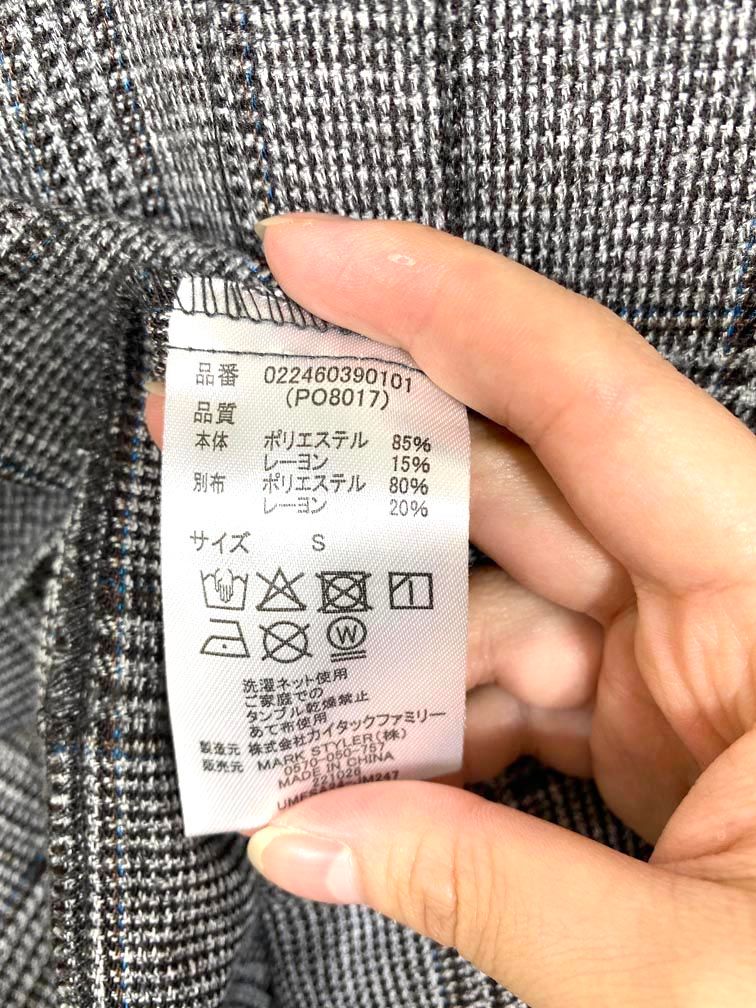 品番 022460390101
(PO8017)
品質
本体 ポリエステル 85%
レーヨン 15%
別布 ポリエステル 80%
レーヨン 20%
サイズ S
W
洗濯ネット使用
ご家庭での
タンブル乾燥禁止
あて布使用
製造元 株式会社カイタックファミリー
販売元 MARK STYLER(株)
0570-050-757
MADE IN CHINA
221026